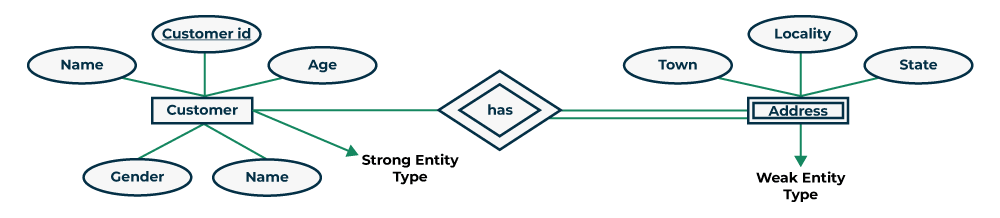 Customer id
Name
Age
Customer
Gender
Name
Strong Entity
Type
has
Locality
Town
State
Address
Weak Entity
Type